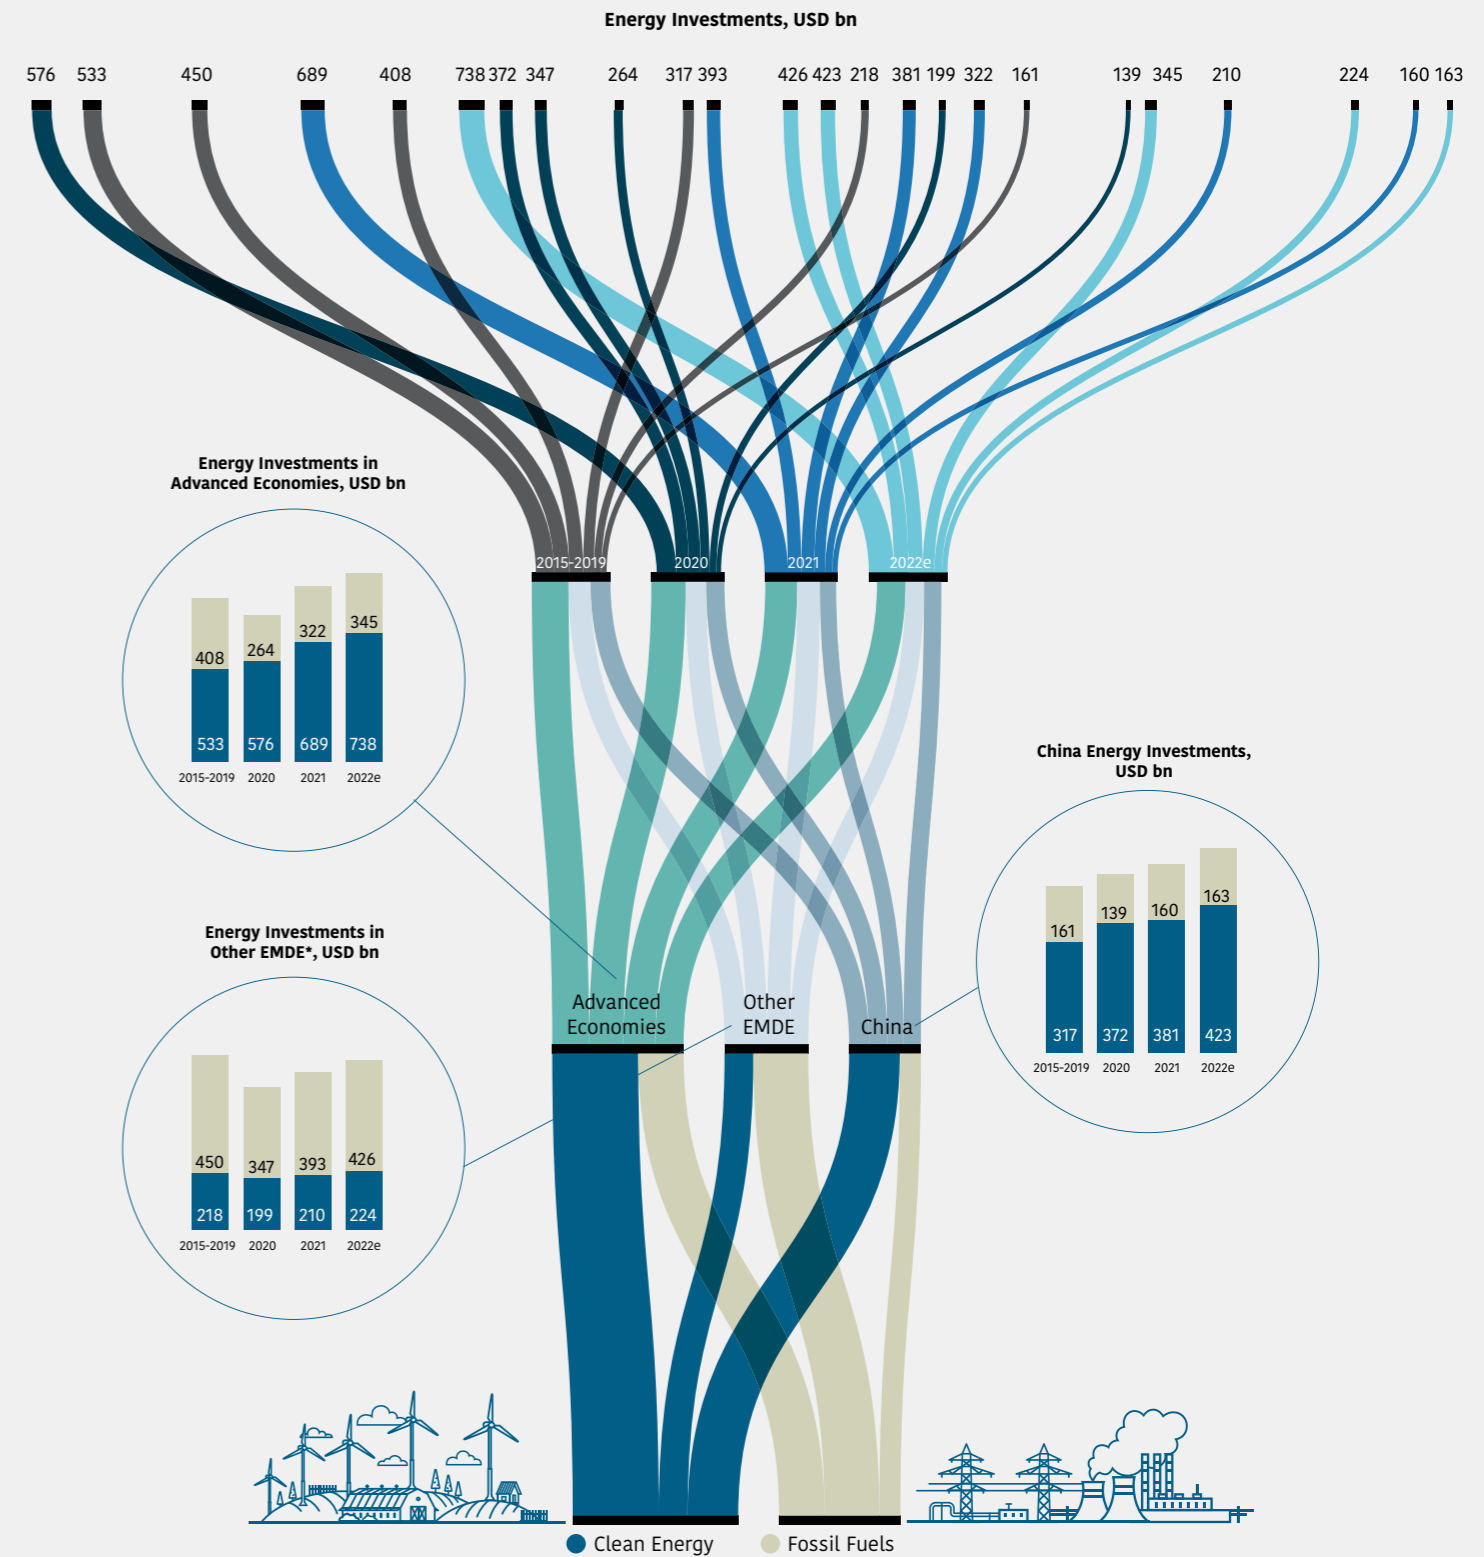 Energy Investments, USD bn
576 533 450 689 408 738 372 347 264 317 393 426 423 218 381 199 322 161 139 345 210 224 160 163
Energy Investments in
Advanced Economies, USD bn
2015-2019 2020 2021 2022e
408 264 322 345
533 576 689 738
2015-2019 2020 2021 2022e
China Energy Investments,
USD bn
161 139 160 163
317 372 381 423
2015-2019 2020 2021 2022e
Energy Investments in
Other EMDE*, USD bn
450 347 393 426
218 199 210 224
2015-2019 2020 2021 2022e
Advanced
Economies
Other
EMDE
China
Clean Energy
Fossil Fuels